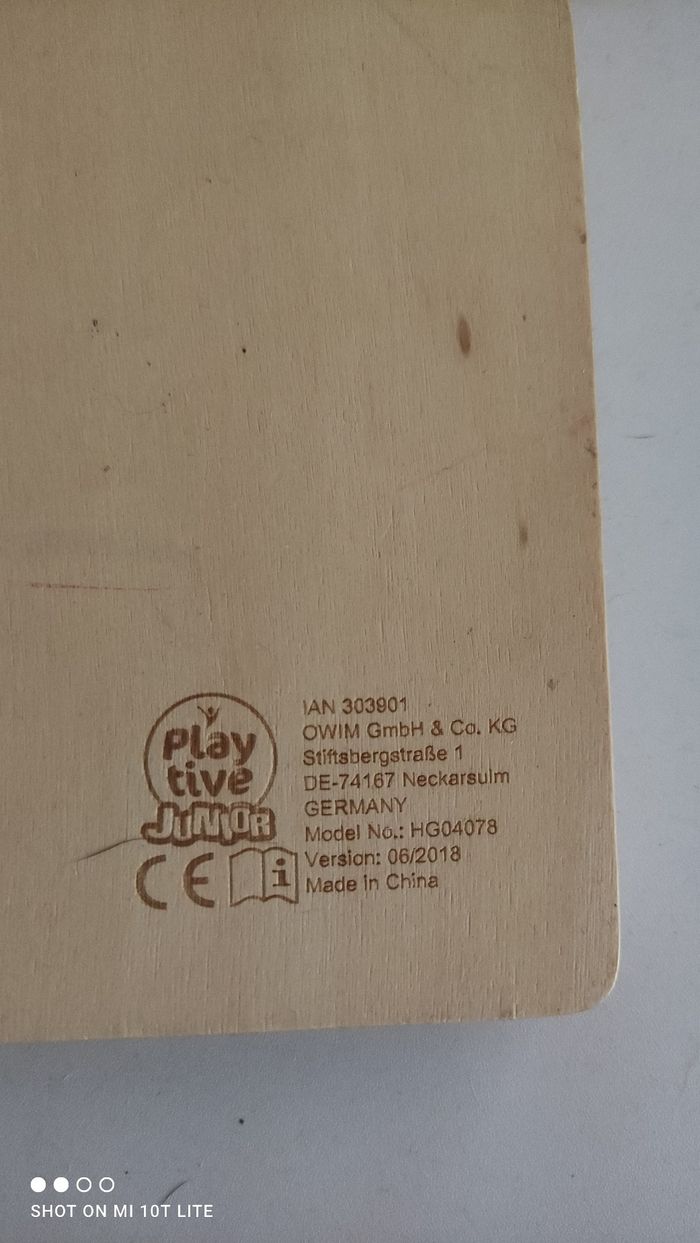 Play
tive
JUNIOR
CE
i
IAN 303901
OWIM GmbH & Co. KG
Stiftsbergstraße 1
DE-74167 Neckarsulm
GERMANY
Model No.: HG04078
Version: 06/2018
Made in China
SHOT ON MI 10T LITE